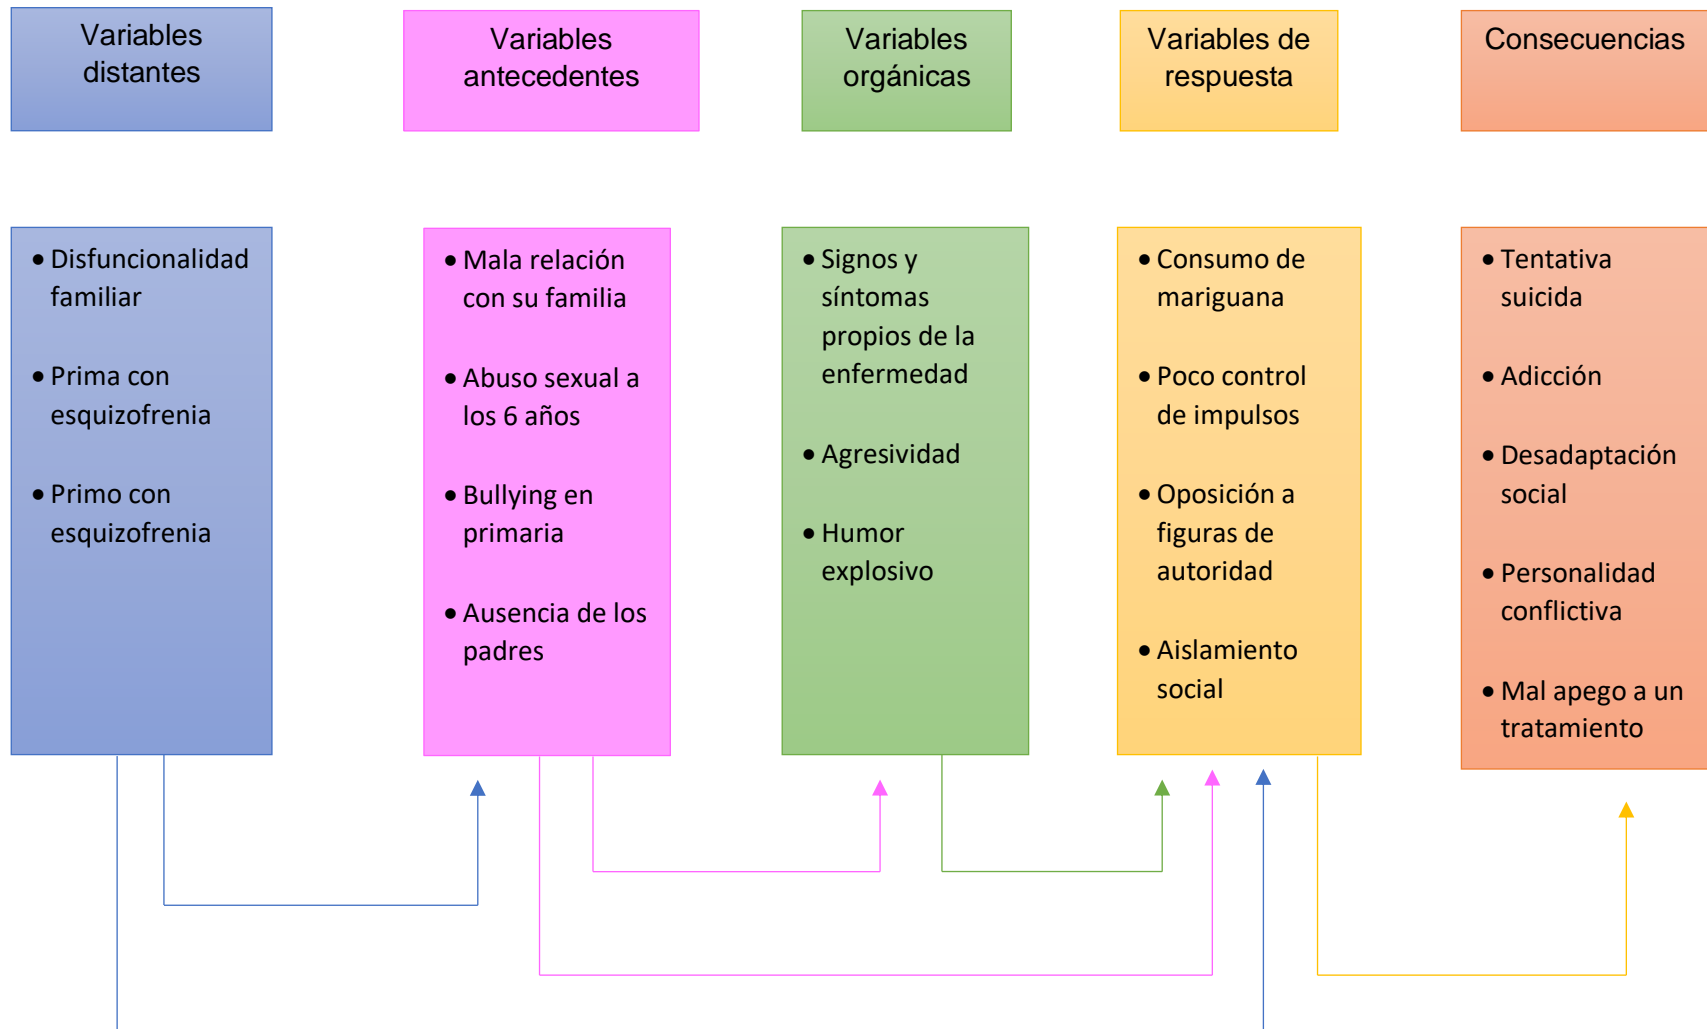 Variables
distantes
Variables
antecedentes
Variables
orgánicas
Variables de
respuesta
Consecuencias
• Disfuncionalidad
familiar
• Prima con
esquizofrenia
• Primo con
esquizofrenia
• Mala relación
con su familia
• Abuso sexual a
los 6 años
• Bullying en
primaria
• Ausencia de los
padres
• Signos y
síntomas
propios de la
enfermedad
• Agresividad
• Humor
explosivo
• Consumo de
mariguana
• Poco control
de impulsos
• Oposición a
figuras de
autoridad
• Aislamiento
social
• Tentativa
suicida
• Adicción
• Desadaptación
social
• Personalidad
conflictiva
• Mal apego a un
tratamiento